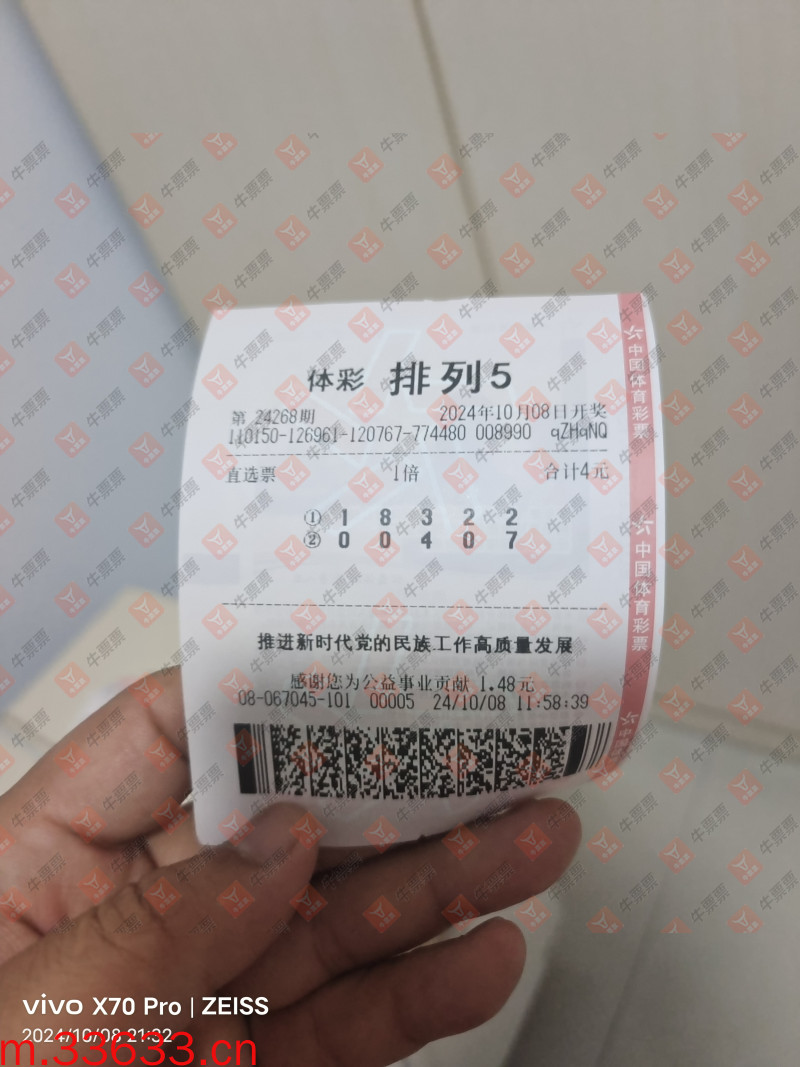 体彩 排列5
第 24268期 2024年10月08日开奖
110150-126961-120767-774480 008990 qZHqNQ
直选票 1倍 合计4元
① 1 8 3 2 2
② 0 0 4 0 7
推进新时代党的民族工作高质量发展
感谢您为公益事业贡献 1.48元
08-067045-101 00005 24/10/08 11:58:39
中国体育彩票
中国体育彩票
牛票票
vivo X70 Pro | ZEISS
2024/10/08 21:32
m.33633.cn